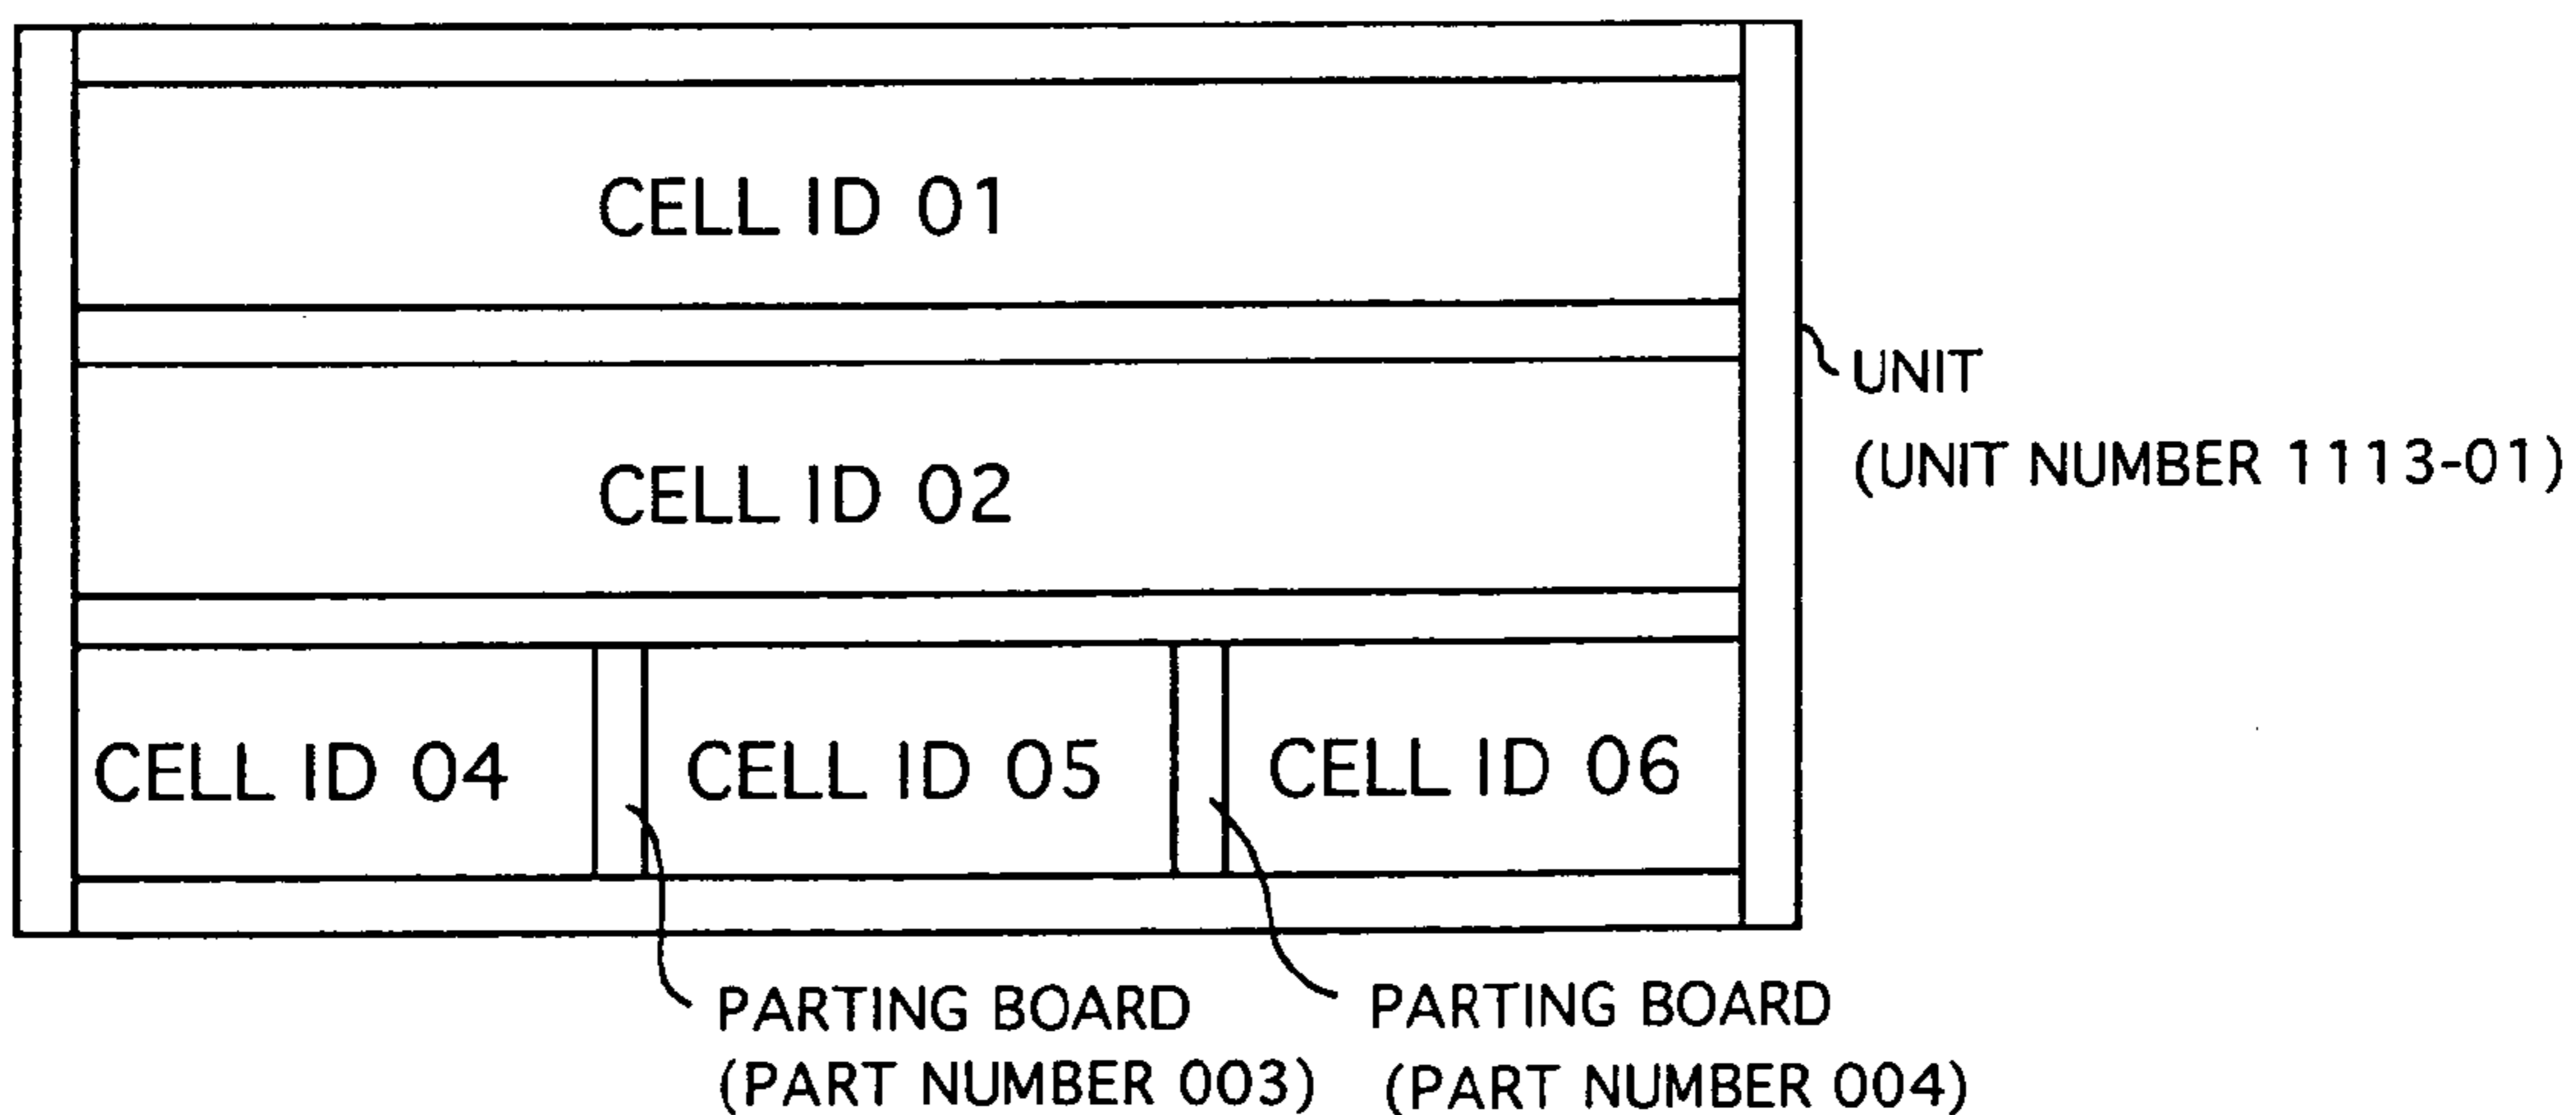 CELL ID 01
CELL ID 02
UNIT
(UNIT NUMBER 1113-01)
CELL ID 04
CELL ID 05
CELL ID 06
PARTING BOARD
(PART NUMBER 003)
PARTING BOARD
(PART NUMBER 004)